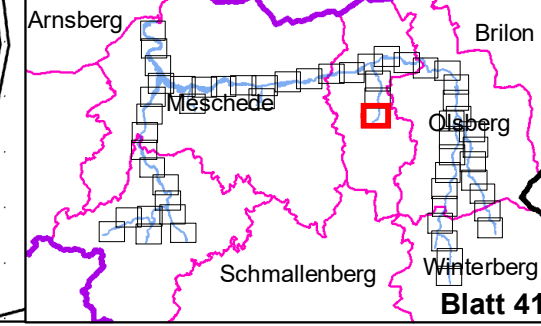 Arnsberg
Brilon
Meschede
Olsberg
Schmallenberg
Winterberg
Blatt 41